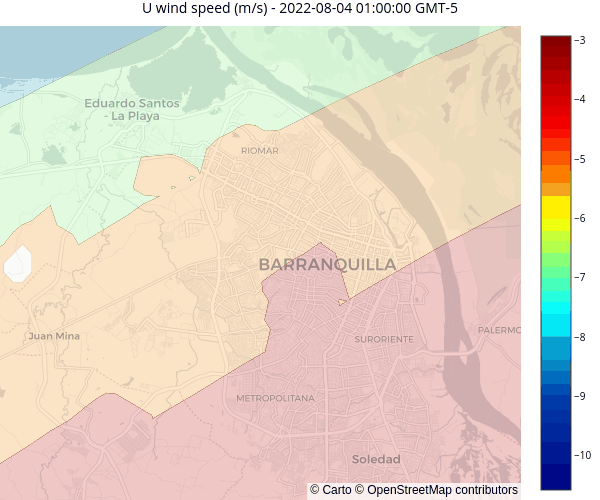 U wind speed (m/s) - 2022-08-04 01:00:00 GMT-5
−3
−4
−5
−6
−7
−8
−9
−10
Eduardo Santos
- La Playa
RIOMAR
BARRANQUILLA
Juan Mina
SURORIENTE
PALERMO
METROPOLITANA
Soledad
© Carto © OpenStreetMap contributors